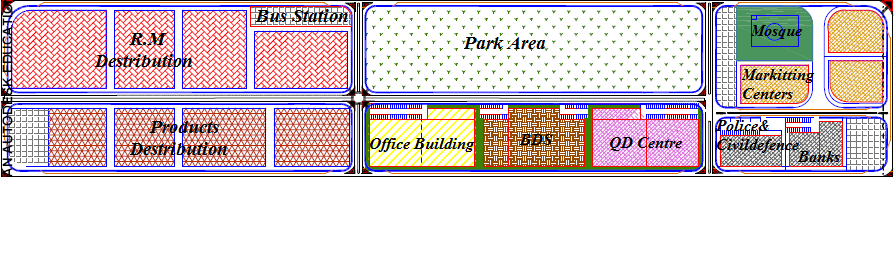 AN AUTODESK EDUCATIO
R.M
Destribution
Bus Station
Park Area
Mosque
Markitting
Centers
Products
Destribution
Office Building
BDS
QD Centre
Police&
Civildefence
Banks